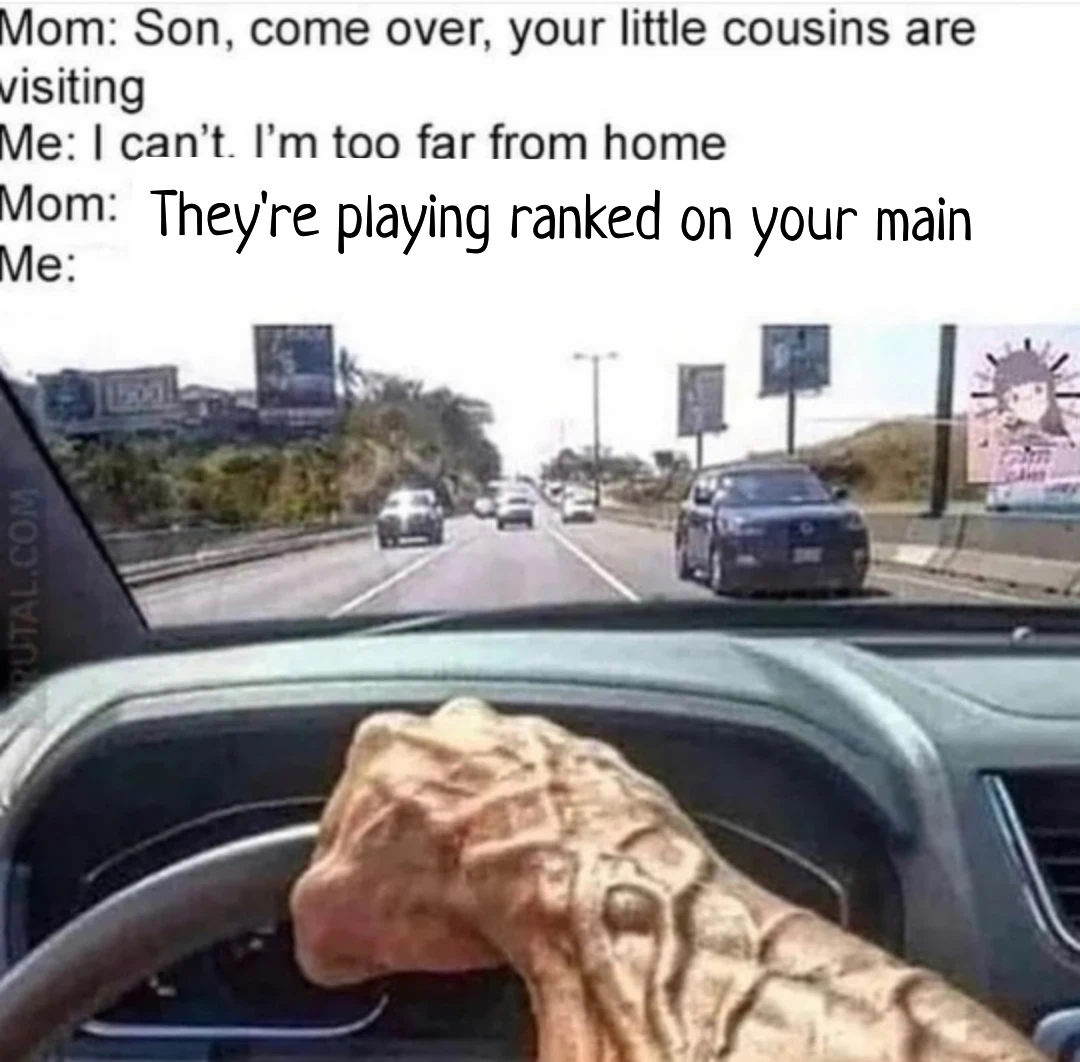 Mom: Son, come over, your little cousins are
visiting
Me: I can't. I'm too far from home
Mom: They're playing ranked on your main
Me: